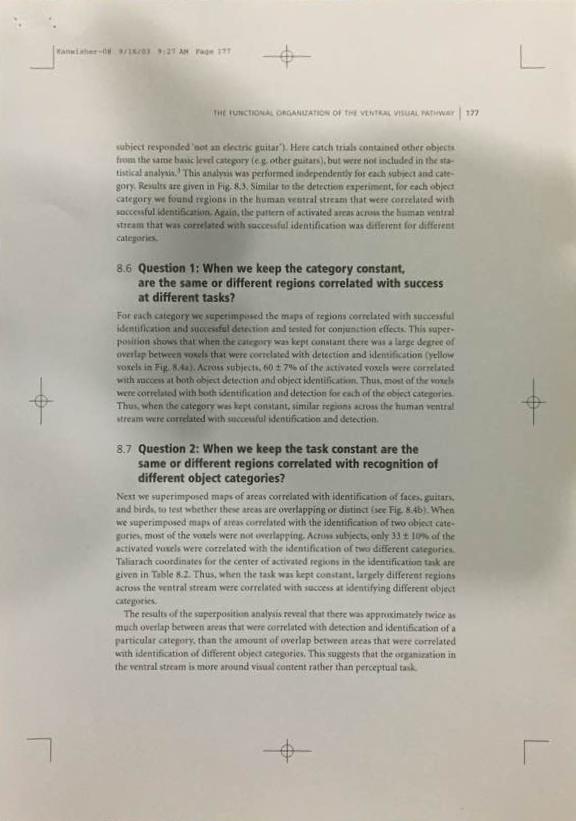 Kanwisher-08 9/16/03 9:27 AM Page 177
THE FUNCTIONAL ORGANIZATION OF THE VENTRAL VISUAL PATHWAY 177
subject responded 'not an electric guitar'). Here catch trials contained other objects
from the same basic level category (e.g. other guitars), but were not included in the sta-
tistical analysis.³ This analysis was performed independently for each subject and cate-
gory. Results are given in Fig. 8.3. Similar to the detection experiment, for each object
category we found regions in the human ventral stream that were correlated with
successful identification. Again, the pattern of activated areas across the human ventral
stream that was correlated with successful identification was different for different
categories.
8.6 Question 1: When we keep the category constant,
are the same or different regions correlated with success
at different tasks?
For each category we superimposed the maps of regions correlated with successful
identification and successful detection and tested for conjunction effects. This super-
position shows that when the category was kept constant there was a large degree of
overlap between voxels that were correlated with detection and identification (yellow
voxels in Fig. 8.4a). Across subjects, 60 ± 7% of the activated voxels were correlated
with success at both object detection and object identification. Thus, most of the voxels
were correlated with both identification and detection for each of the object categories.
Thus, when the category was kept constant, similar regions across the human ventral
stream were correlated with successful identification and detection.
8.7 Question 2: When we keep the task constant are the
same or different regions correlated with recognition of
different object categories?
Next we superimposed maps of areas correlated with identification of faces, guitars,
and birds, to test whether these areas are overlapping or distinct (see Fig. 8.4b). When
we superimposed maps of areas correlated with the identification of two object cate-
gories, most of the voxels were not overlapping. Across subjects, only 33 ± 10% of the
activated voxels were correlated with the identification of two different categories.
Taliarach coordinates for the center of activated regions in the identification task are
given in Table 8.2. Thus, when the task was kept constant, largely different regions
across the ventral stream were correlated with success at identifying different object
categories.
The results of the superposition analysis reveal that there was approximately twice as
much overlap between areas that were correlated with detection and identification of a
particular category, than the amount of overlap between areas that were correlated
with identification of different object categories. This suggests that the organization in
the ventral stream is more around visual content rather than perceptual task.